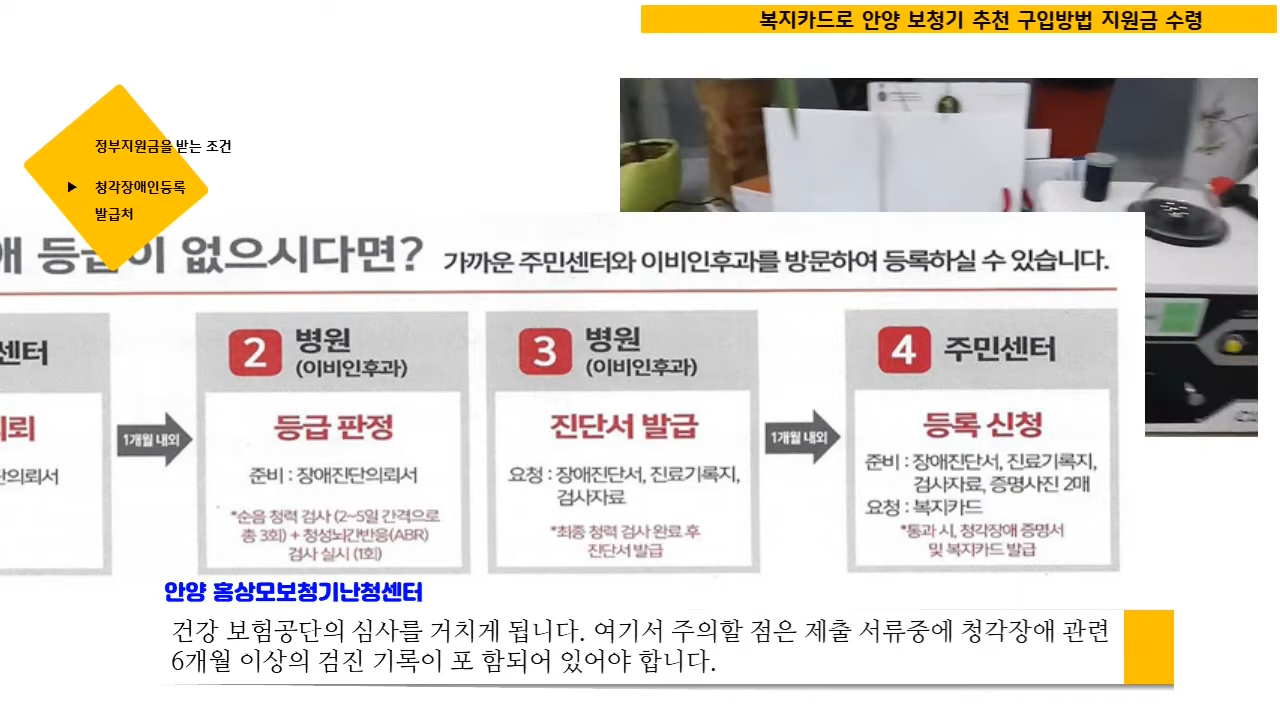 복지카드로 안양 보청기 추천 구입방법 지원금 수령
정부지원금을 받는 조건
▶ 청각장애인등록
발급처
애 등급이 없으시다면? 가까운 주민센터와 이비인후과를 방문하여 등록하실 수 있습니다.
센터
의뢰
단의뢰서
1개월 내외
2 병원
(이비인후과)
등급 판정
준비 : 장애진단의뢰서
*순음 청력 검사 (2~5일 간격으로
총 3회) + 청성뇌간반응(ABR)
검사 실시 (1회)
3 병원
(이비인후과)
진단서 발급
요청 : 장애진단서, 진료기록지,
검사자료
*최종 청력 검사 완료 후
진단서 발급
1개월 내외
4 주민센터
등록 신청
준비 : 장애진단서, 진료기록지,
검사자료, 증명사진 2매
요청 : 복지카드
*통과 시, 청각장애 증명서
및 복지카드 발급
안양 홍상모보청기난청센터
건강 보험공단의 심사를 거치게 됩니다. 여기서 주의할 점은 제출 서류중에 청각장애 관련
6개월 이상의 검진 기록이 포 함되어 있어야 합니다.